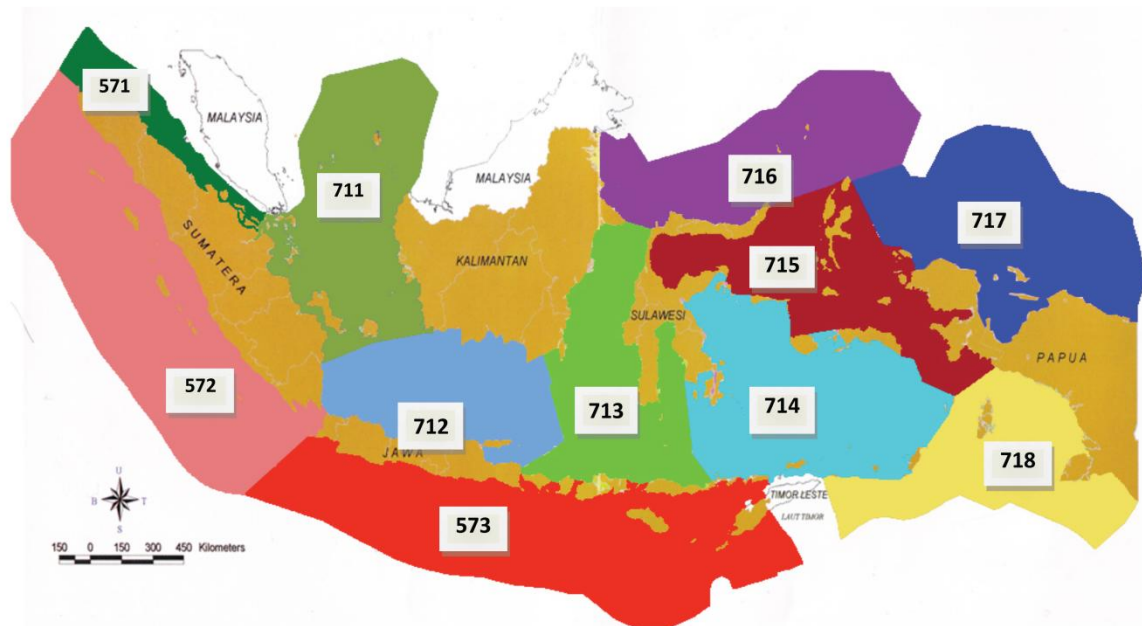 571
MALAYSIA
711
MALAYSIA
716
717
SUMATERA
KALIMANTAN
715
SULAWESI
PAPUA
572
712
713
714
JAWA
718
TIMOR LESTE
LAUT TIMOR
573
U
B T
S
150 0 150 300 450 Kilometers